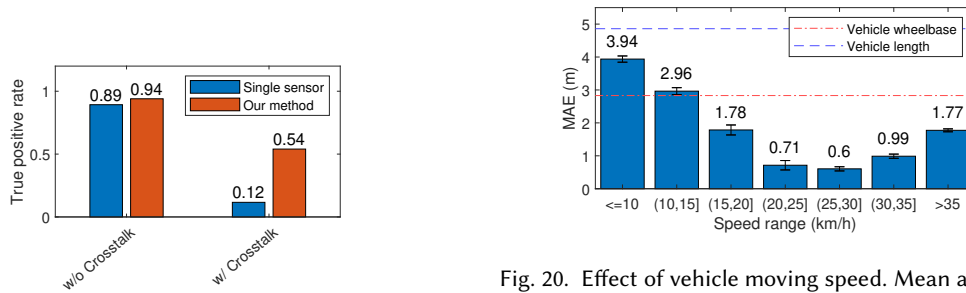 True positive rate
1
0.5
0
0.89
0.94
0.12
0.54
Single sensor
Our method
w/o Crosstalk
w/ Crosstalk
MAE (m)
5
4
3
2
1
0
Vehicle wheelbase
Vehicle length
3.94
2.96
1.78
0.71
0.6
0.99
1.77
<=10 (10,15] (15,20] (20,25] (25,30] (30,35] >35
Speed range (km/h)
Fig. 20. Effect of vehicle moving speed. Mean a